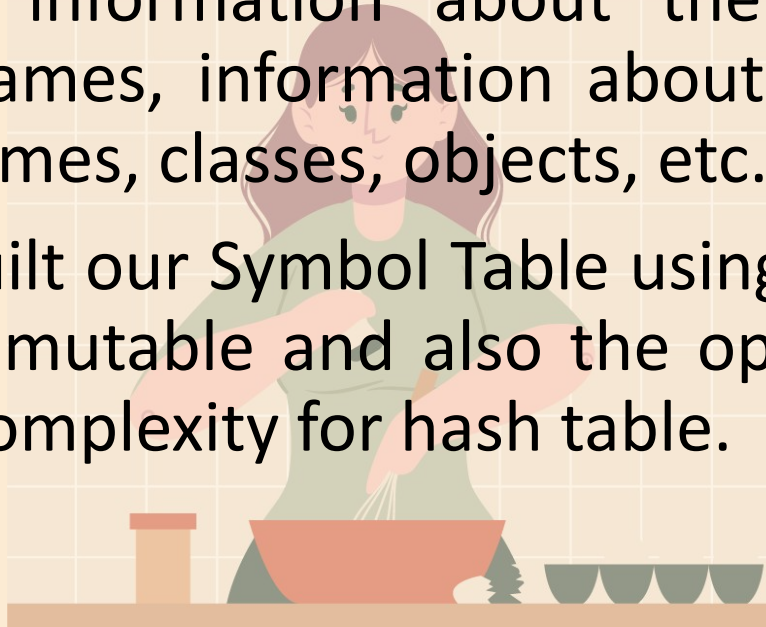 information about the
ames, information about
mes, classes, objects, etc.
uilt our Symbol Table using
mutable and also the op
omplexity for hash table.